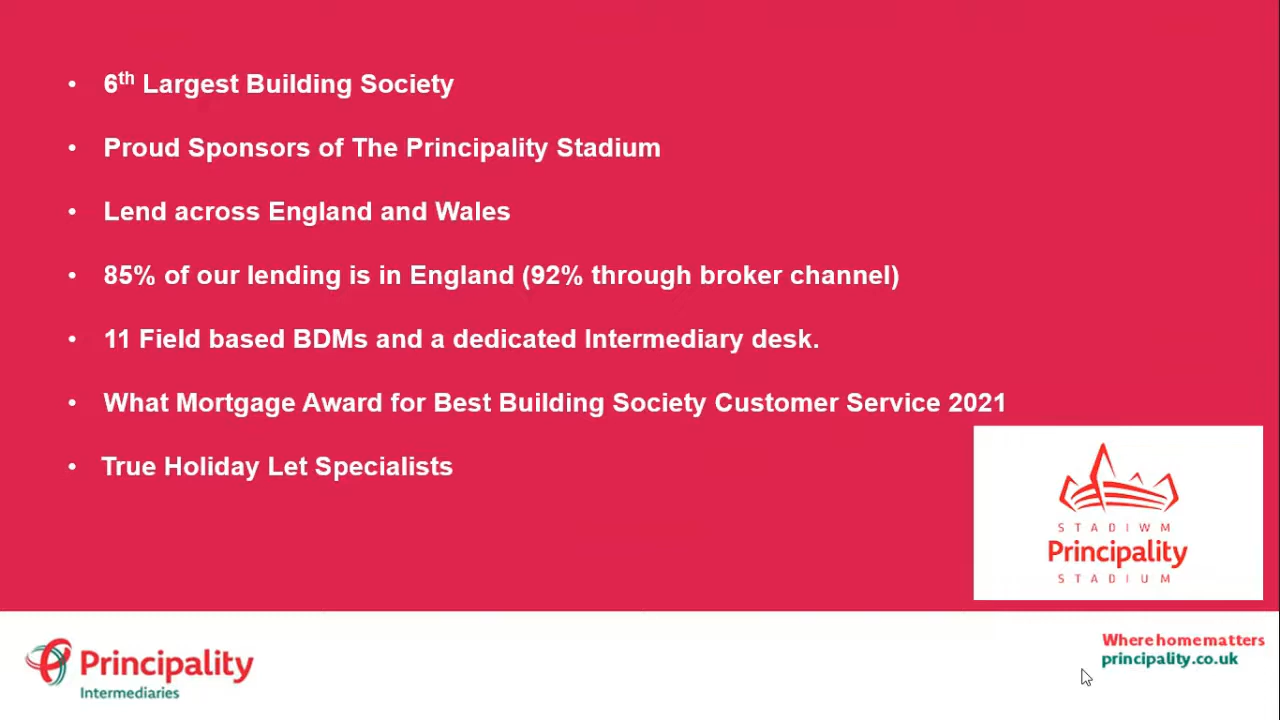 • 6th Largest Building Society
• Proud Sponsors of The Principality Stadium
• Lend across England and Wales
• 85% of our lending is in England (92% through broker channel)
• 11 Field based BDMs and a dedicated Intermediary desk.
• What Mortgage Award for Best Building Society Customer Service 2021
• True Holiday Let Specialists
STADIWM
Principality
STADIUM
Principality
Intermediaries
Where home matters
principality.co.uk